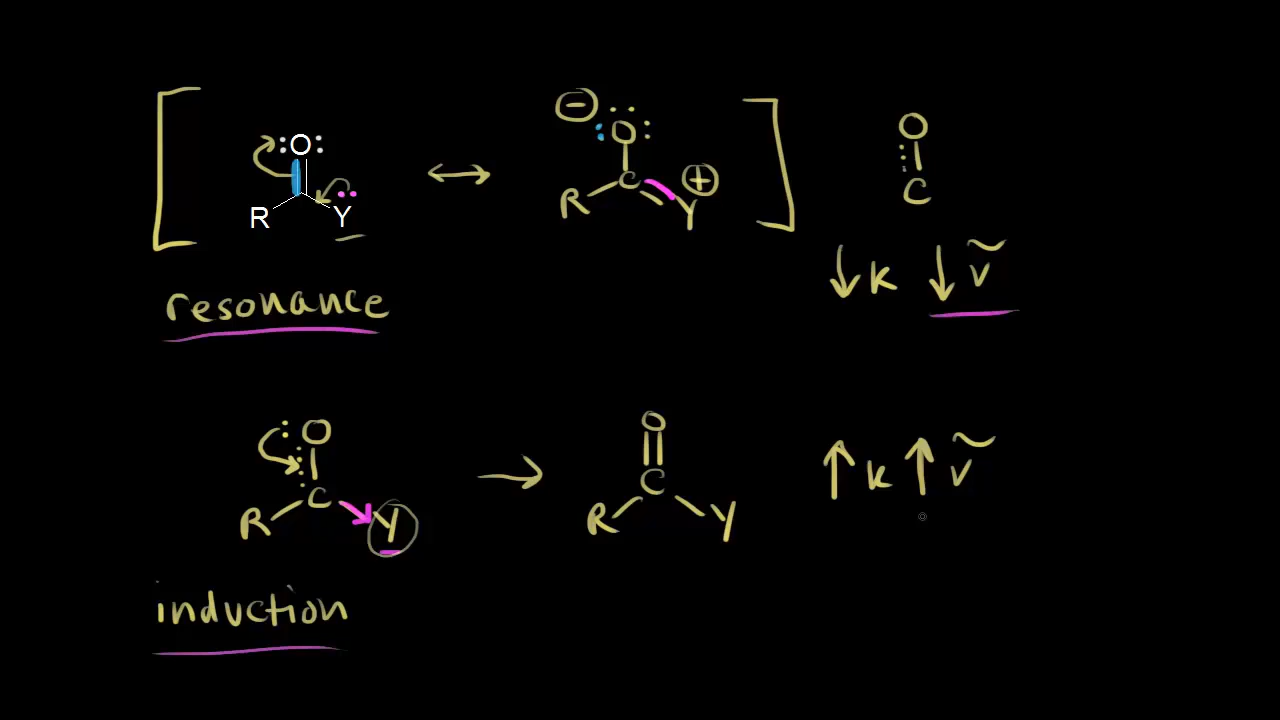 :O: ⊖ :O: O
R Y ↔ R C Y ⊕ C
↓k ↓ṽ
resonance
:O O
R C Y → R C Y ↑k ↑ṽ
induction